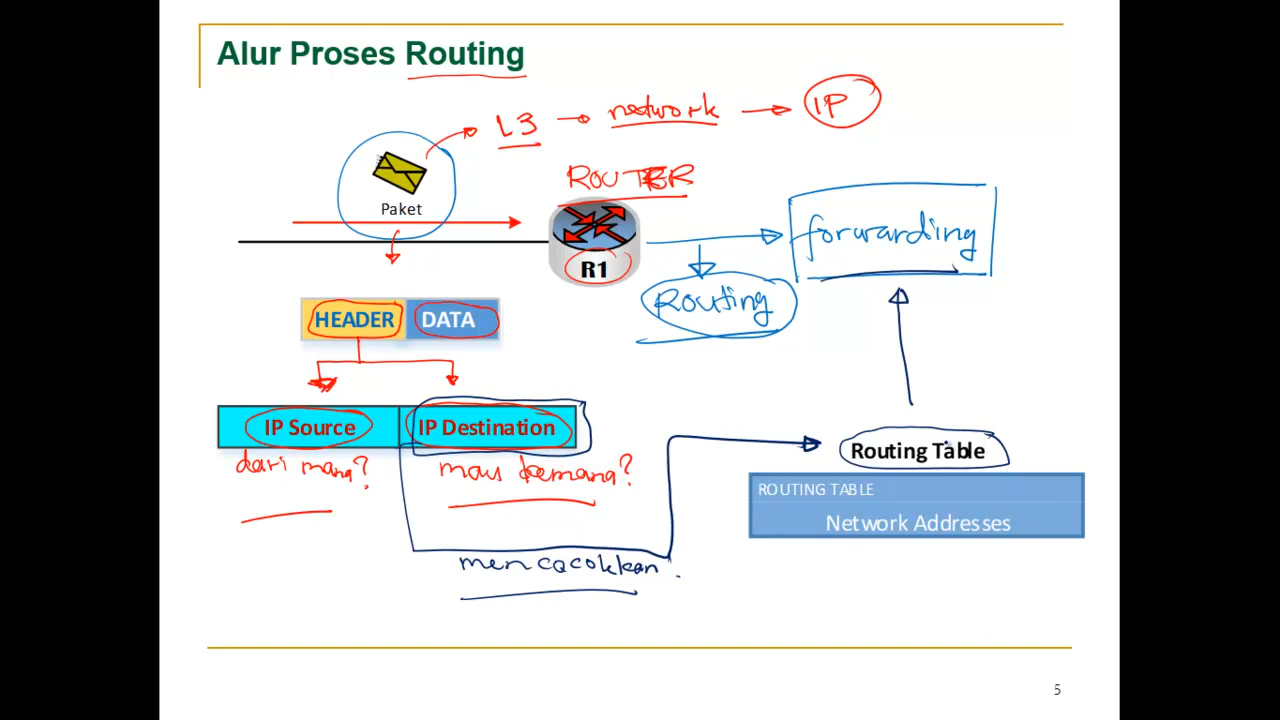 Alur Proses Routing
L3 → network → IP
ROUTER
Paket
R1
forwarding
Routing
HEADER
DATA
IP Source
IP Destination
dari mana?
mau kemana?
mencocokkan
Routing Table
ROUTING TABLE
Network Addresses
5